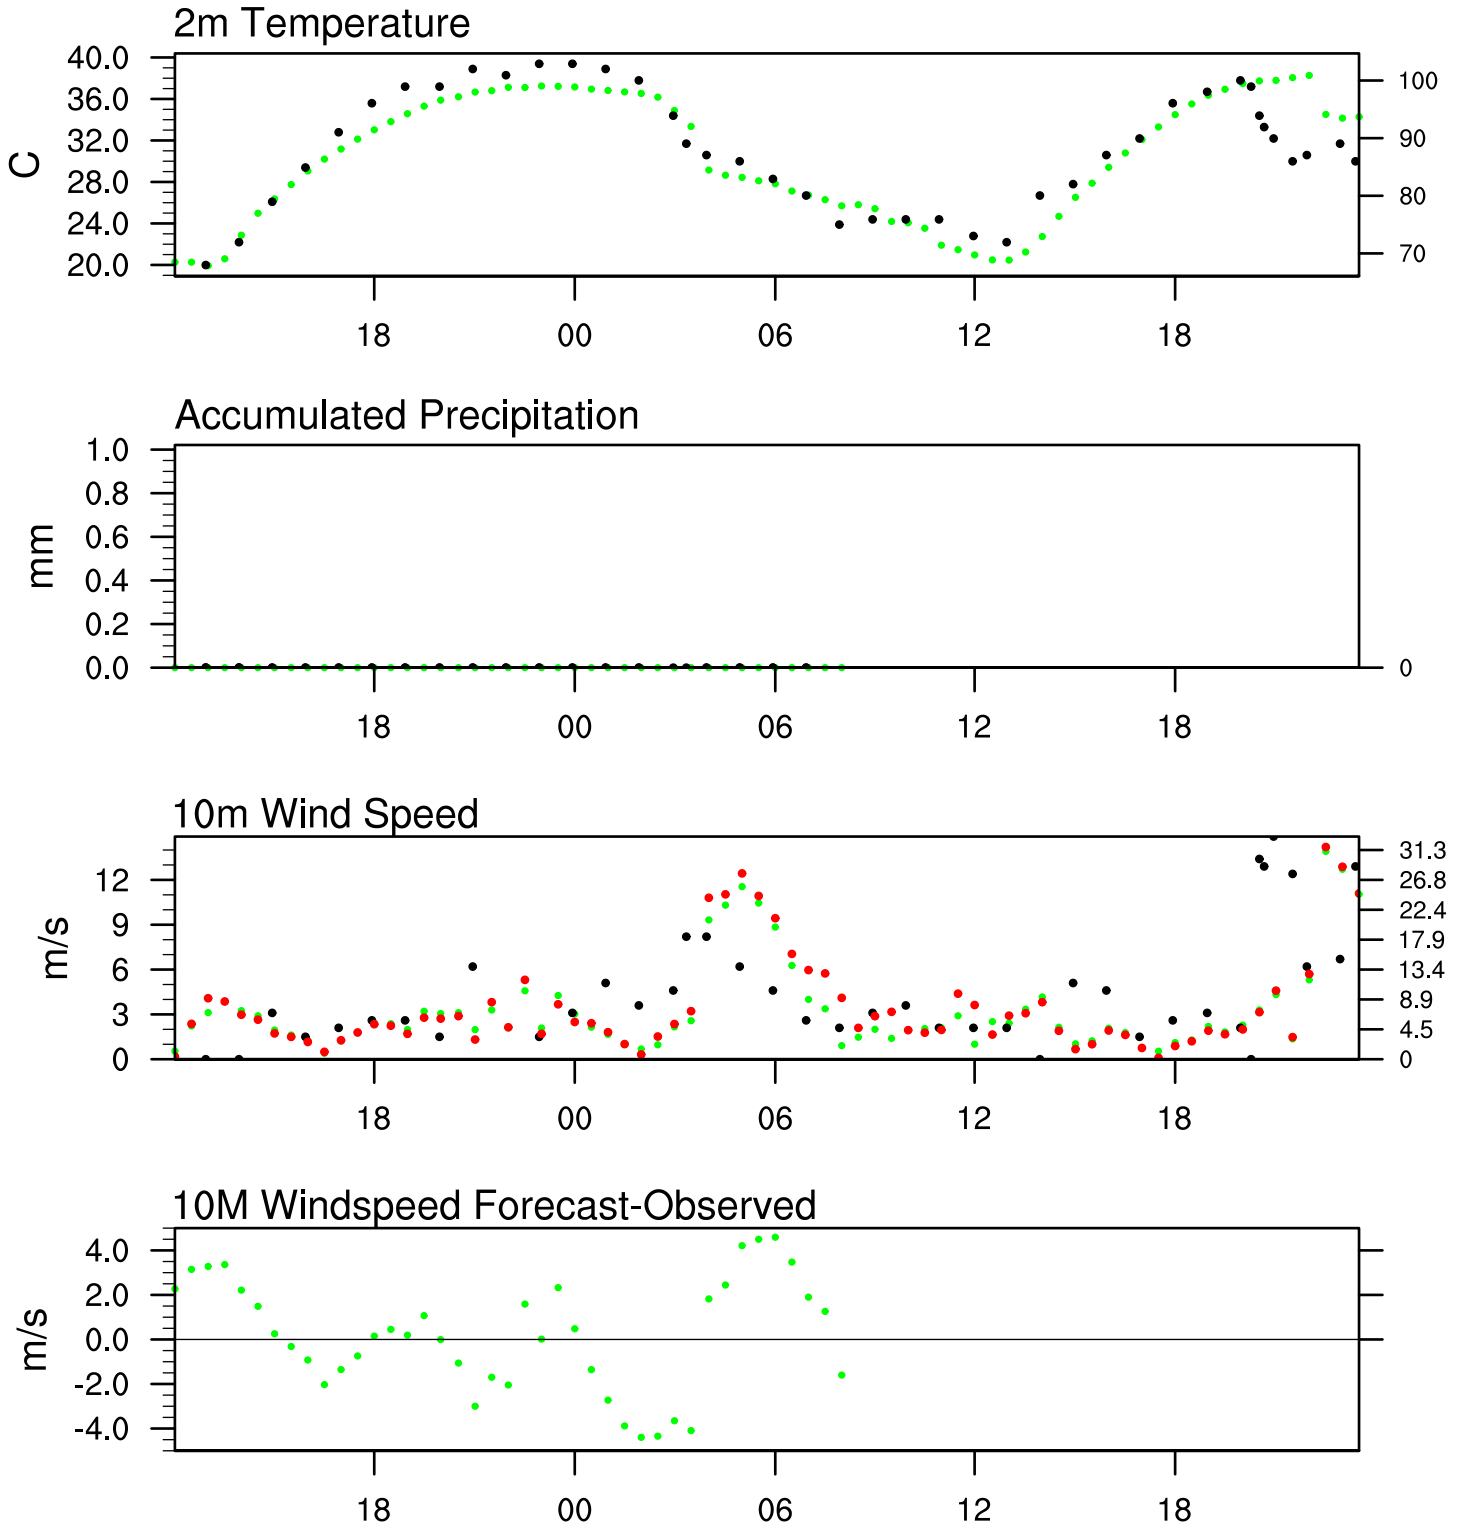 2m Temperature
40.0
36.0
32.0
28.0
24.0
20.0
C
100
90
80
70
18 00 06 12 18
Accumulated Precipitation
1.0
0.8
0.6
0.4
0.2
0.0
mm
0
18 00 06 12 18
10m Wind Speed
12
9
6
3
0
m/s
31.3
26.8
22.4
17.9
13.4
8.9
4.5
0
18 00 06 12 18
10M Windspeed Forecast-Observed
4.0
2.0
0.0
-2.0
-4.0
m/s
18 00 06 12 18